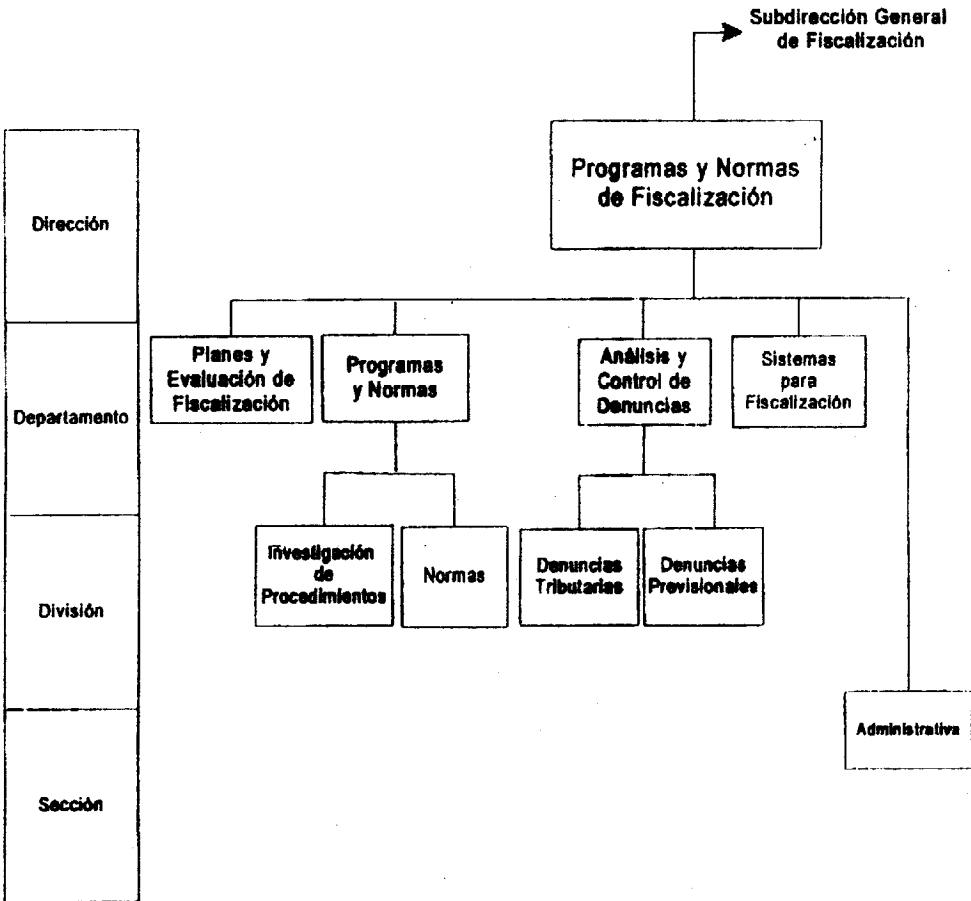 Subdirección General
de Fiscalización
Programas y Normas
de Fiscalización
Dirección
Planes y
Evaluación de
Fiscalización
Programas
y Normas
Análisis y
Control de
Denuncias
Sistemas
para
Fiscalización
Departamento
Investigación
de
Procedimientos
Normas
Denuncias
Tributarias
Denuncias
Previsionales
División
Administrativa
Sección